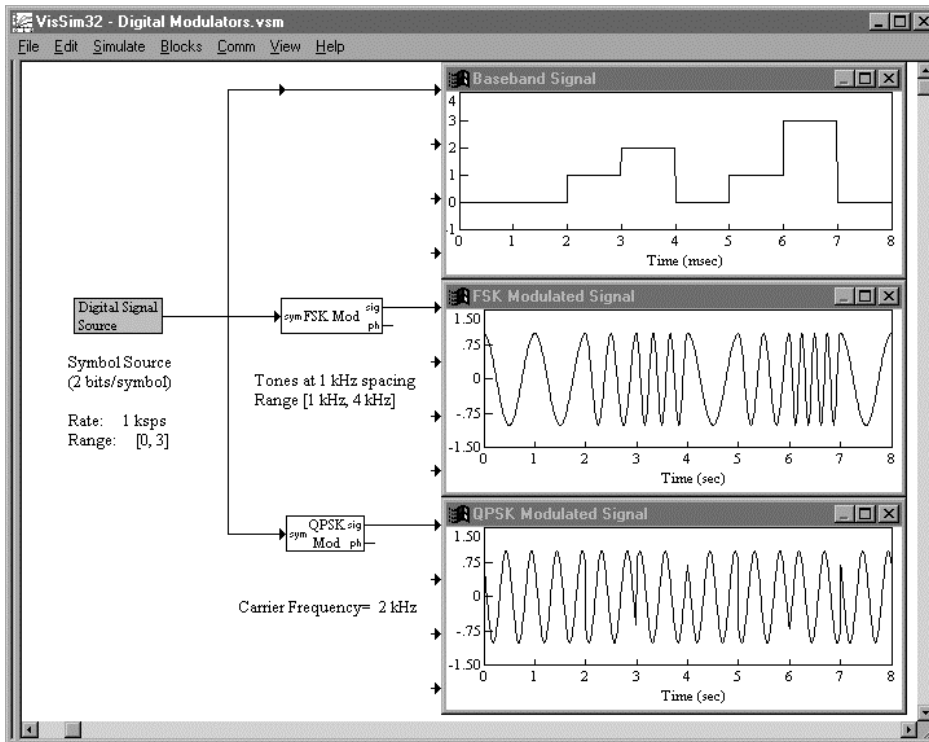 VisSim32 - Digital Modulators.vsm
File Edit Simulate Blocks Comm View Help
Baseband Signal
4
3
2
1
0
-1
0 1 2 3 4 5 6 7 8
Time (msec)
Digital Signal
Source
Symbol Source
(2 bits/symbol)
Rate: 1 ksps
Range: [0, 3]
sym FSK Mod sig
ph
Tones at 1 kHz spacing
Range [1 kHz, 4 kHz]
FSK Modulated Signal
1.50
.75
0
-.75
-1.50
0 1 2 3 4 5 6 7 8
Time (sec)
sym QPSK sig
Mod ph
Carrier Frequency= 2 kHz
QPSK Modulated Signal
1.50
.75
0
-.75
-1.50
0 1 2 3 4 5 6 7 8
Time (sec)